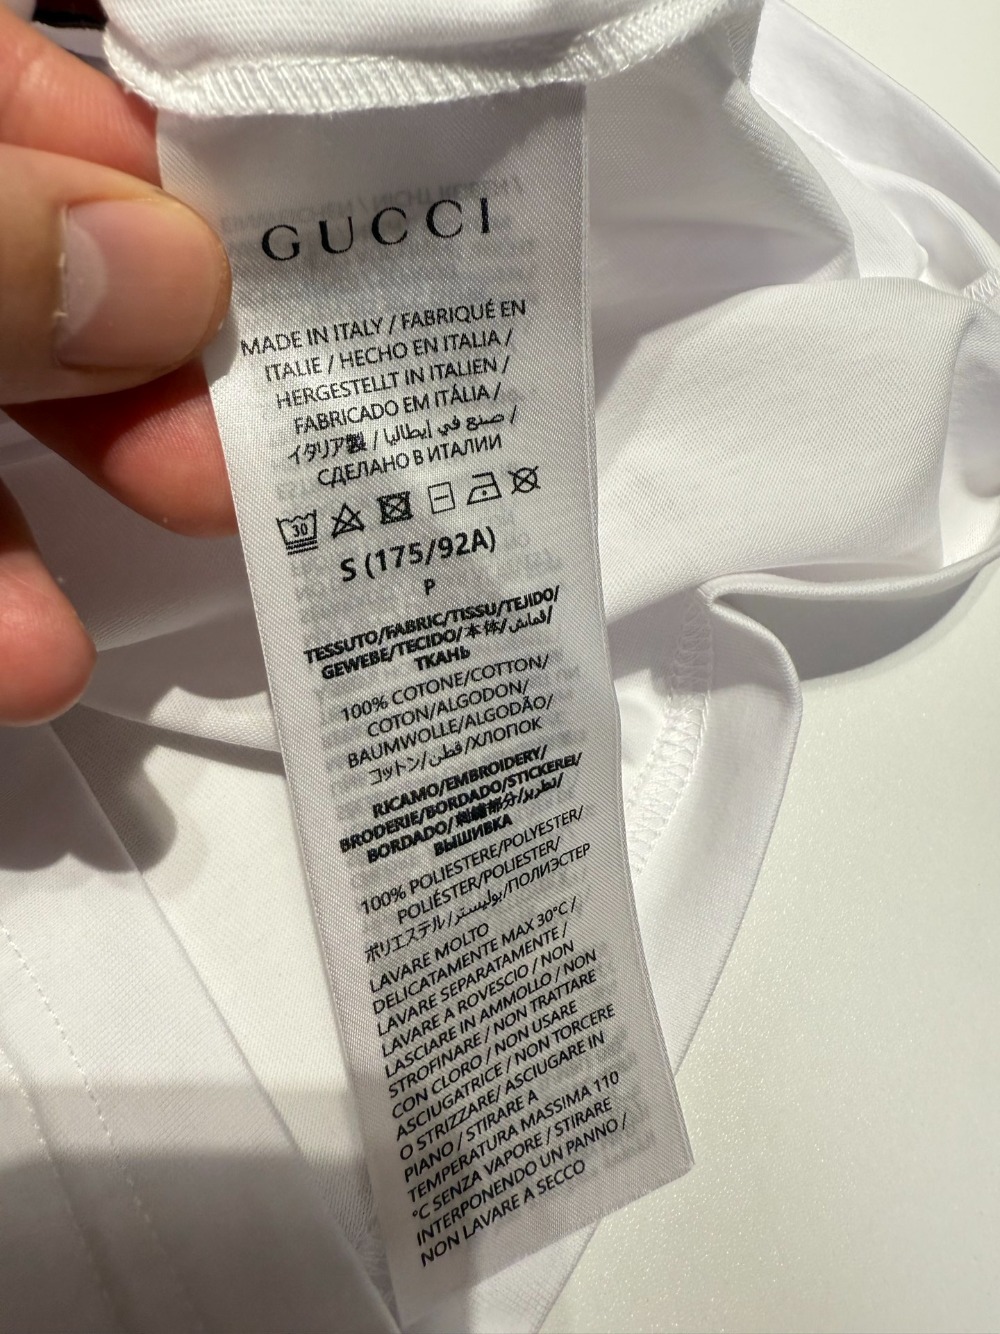 GUCCI
MADE IN ITALY / FABRIQUÉ EN
ITALIE / HECHO EN ITALIA /
HERGESTELLT IN ITALIEN /
FABRICADO EM ITÁLIA /
イタリア製 / صنع في إيطاليا /
СДЕЛАНО В ИТАЛИИ
30
S (175/92A)
P
TESSUTO/FABRIC/TISSU/TEJIDO/
GEWEBE/TECIDO/本体/قماش/
ТКАНЬ
100% COTONE/COTTON/
COTON/ALGODON/
BAUMWOLLE/ALGODÃO/
コットン/قطن/ХЛОПОК
RICAMO/EMBROIDERY/
BRODERIE/BORDADO/STICKEREI/
BORDADO/刺繍部分/تطريز/
ВЫШИВКА
100% POLIESTERE/POLYESTER/
POLIÉSTER/POLIESTER/
ポリエステル/بوليستر/ПОЛИЭСТЕР
LAVARE MOLTO
DELICATAMENTE MAX 30°C /
LAVARE SEPARATAMENTE /
LAVARE A ROVESCIO / NON
LASCIARE IN AMMOLLO / NON
STROFINARE / NON TRATTARE
CON CLORO / NON USARE
ASCIUGATRICE / NON TORCERE
O STRIZZARE/ ASCIUGARE IN
PIANO / STIRARE A
TEMPERATURA MASSIMA 110
°C SENZA VAPORE / STIRARE
INTERPONENDO UN PANNO /
NON LAVARE A SECCO